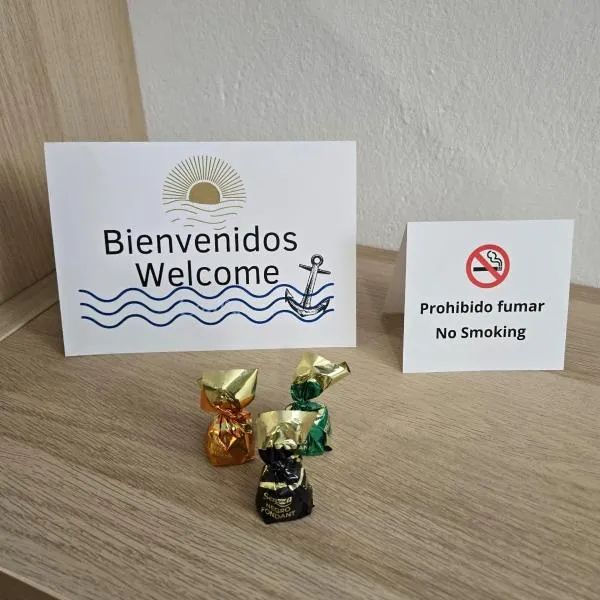 Bienvenidos
Welcome
Prohibido fumar
No Smoking
NEGRO
FONDANT